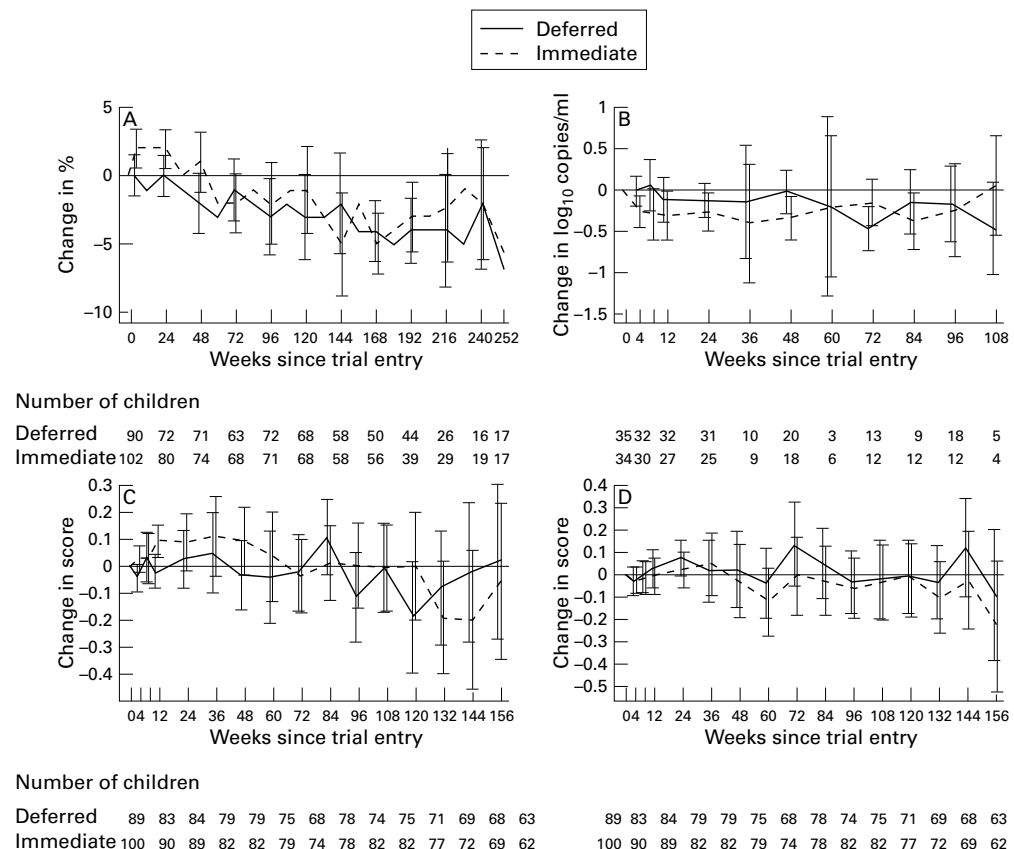 Deferred
Immediate
A
5
0
−5
−10
Change in %
0 24 48 72 96 120 144 168 192 216 240 252
Weeks since trial entry
B
1
0.5
0
−0.5
−1
−1.5
Change in log10 copies/ml
0 4 12 24 36 48 60 72 84 96 108
Weeks since trial entry
Number of children
Deferred 90 72 71 63 72 68 58 50 44 26 16 17
Immediate 102 80 74 68 71 68 58 56 39 29 19 17
35 32 32 31 10 20 3 13 9 18 5
34 30 27 25 9 18 6 12 12 12 4
C
0.3
0.2
0.1
0
−0.1
−0.2
−0.3
−0.4
Change in score
0 4 12 24 36 48 60 72 84 96 108 120 132 144 156
Weeks since trial entry
D
0.4
0.3
0.2
0.1
0
−0.1
−0.2
−0.3
−0.4
−0.5
Change in score
0 4 12 24 36 48 60 72 84 96 108 120 132 144 156
Weeks since trial entry
Number of children
Deferred 89 83 84 79 79 75 68 78 74 75 71 69 68 63
Immediate 100 90 89 82 82 79 74 78 82 82 77 72 69 62
89 83 84 79 79 75 68 78 74 75 71 69 68 63
100 90 89 82 82 79 74 78 82 82 77 72 69 62